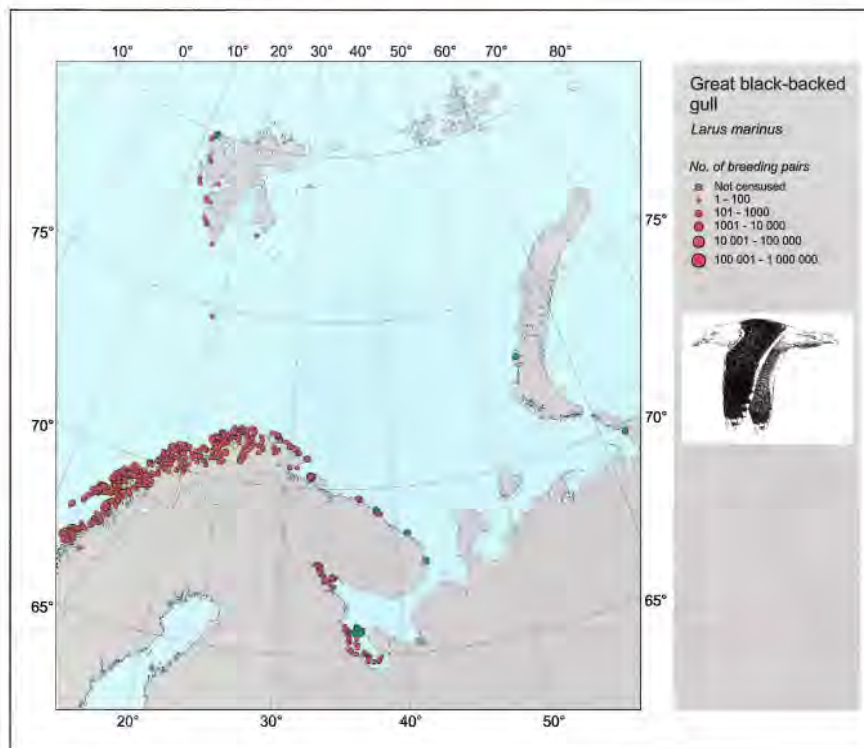 10° 0° 10° 20° 30° 40° 50° 60° 70° 80°
Great black-backed
gull
Larus marinus
No. of breeding pairs
Not censused
1 - 100
101 - 1000
1001 - 10 000
10 001 - 100 000
100 001 - 1 000 000
75° 75°
70° 70°
65° 65°
20° 30° 40° 50°